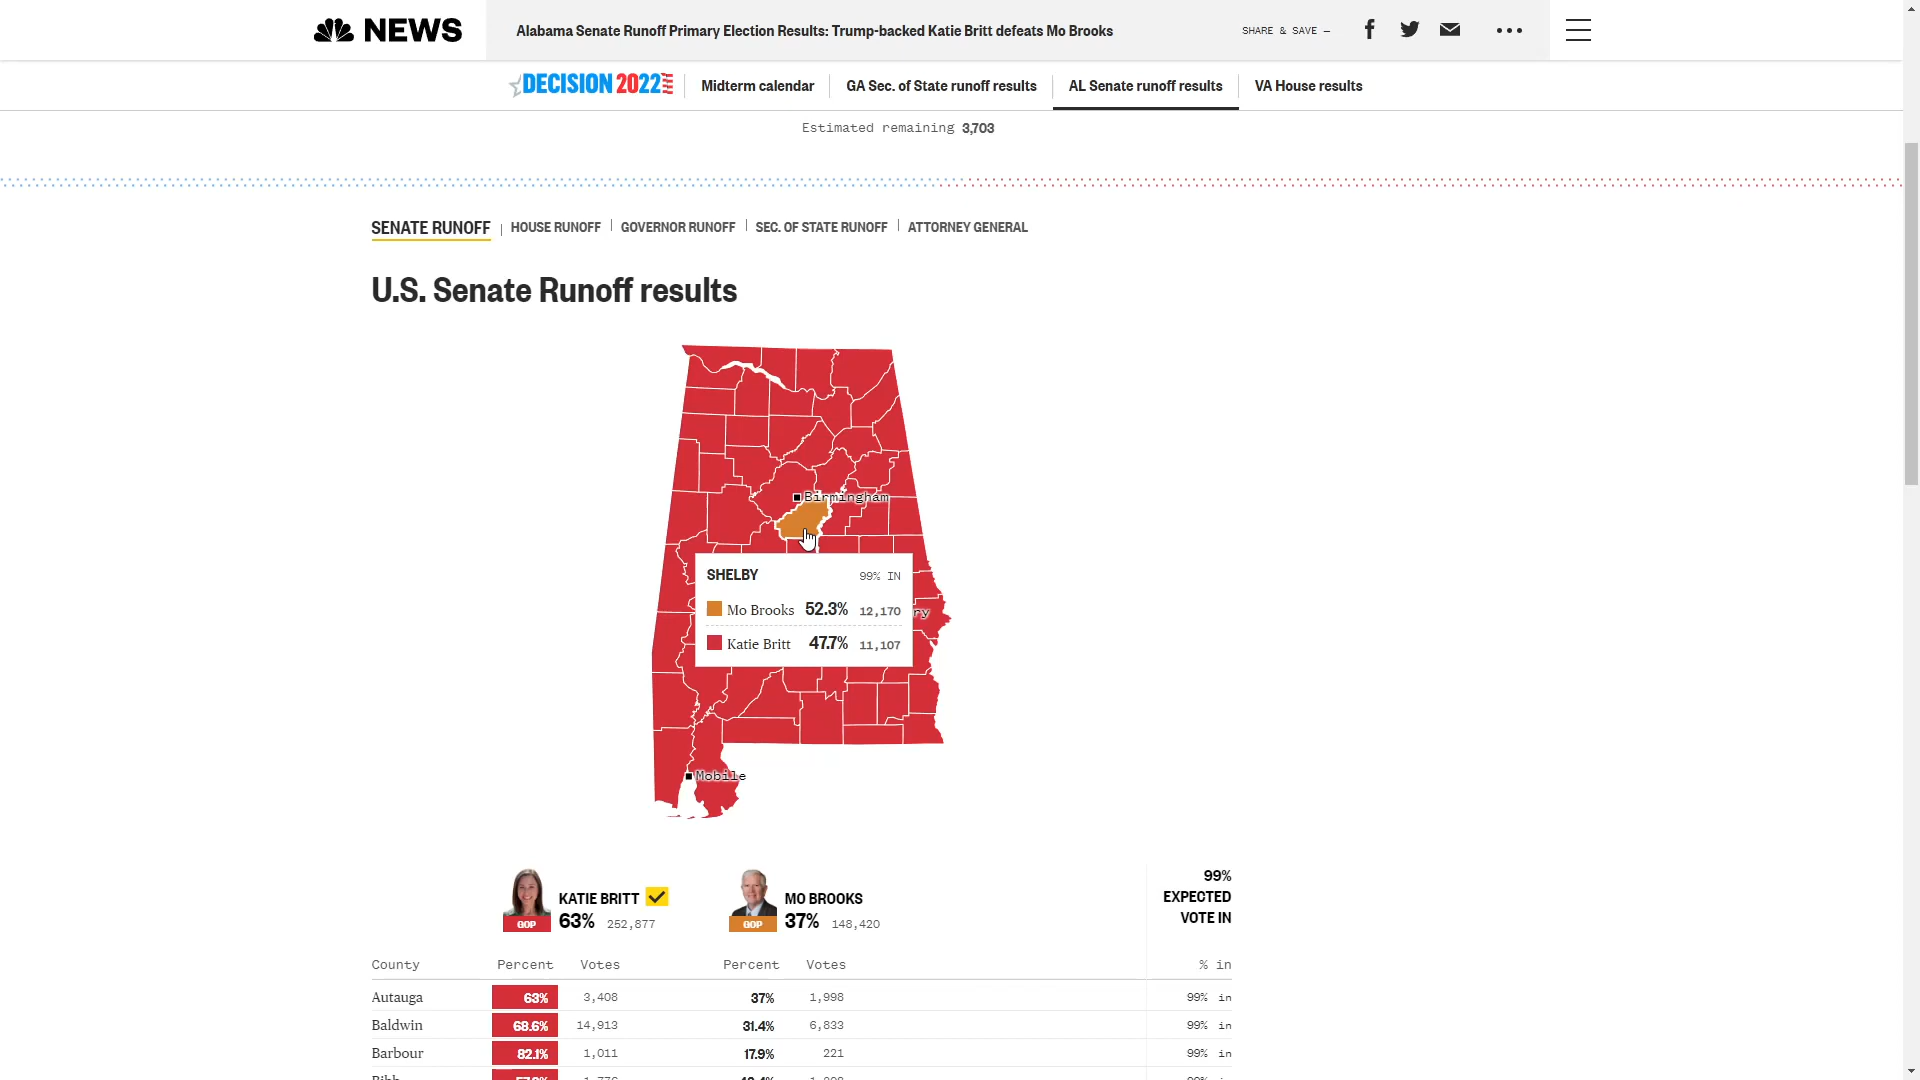 NEWS
Alabama Senate Runoff Primary Election Results: Trump-backed Katie Britt defeats Mo Brooks
SHARE & SAVE —
DECISION 2022
Midterm calendar
GA Sec. of State runoff results
AL Senate runoff results
VA House results
Estimated remaining 3,703
SENATE RUNOFF
HOUSE RUNOFF
GOVERNOR RUNOFF
SEC. OF STATE RUNOFF
ATTORNEY GENERAL
U.S. Senate Runoff results
Birmingham
SHELBY 99% IN
Mo Brooks 52.3% 12,170
ry
Katie Britt 47.7% 11,107
Mobile
KATIE BRITT
GOP 63% 252,877
MO BROOKS
GOP 37% 148,420
99%
EXPECTED
VOTE IN
County Percent Votes Percent Votes % in
Autauga 63% 3,408 37% 1,998 99% in
Baldwin 68.6% 14,913 31.4% 6,833 99% in
Barbour 82.1% 1,011 17.9% 221 99% in